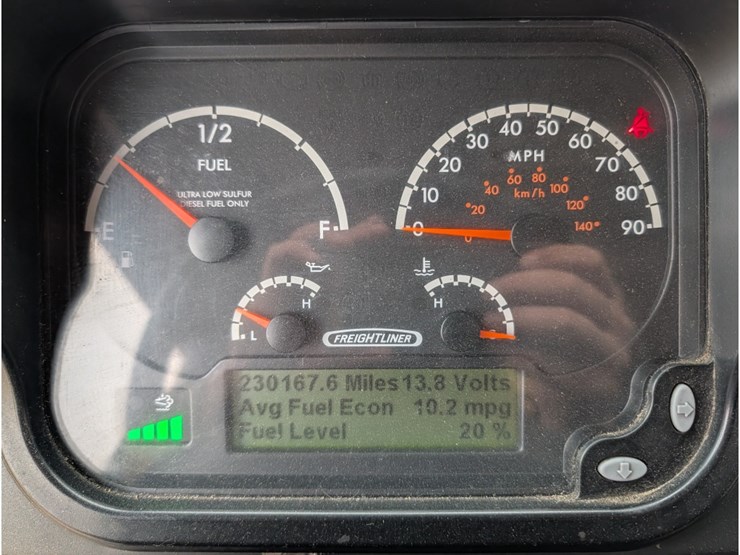 1/2
FUEL
ULTRA LOW SULFUR
DIESEL FUEL ONLY
E
F
0 10 20 30 40 50 60 70 80 90
MPH
0 20 40 60 80 100 120 140
km/h
H
L
H
FREIGHTLINER
230167.6 Miles 13.8 Volts
Avg Fuel Econ 10.2 mpg
Fuel Level 20 %